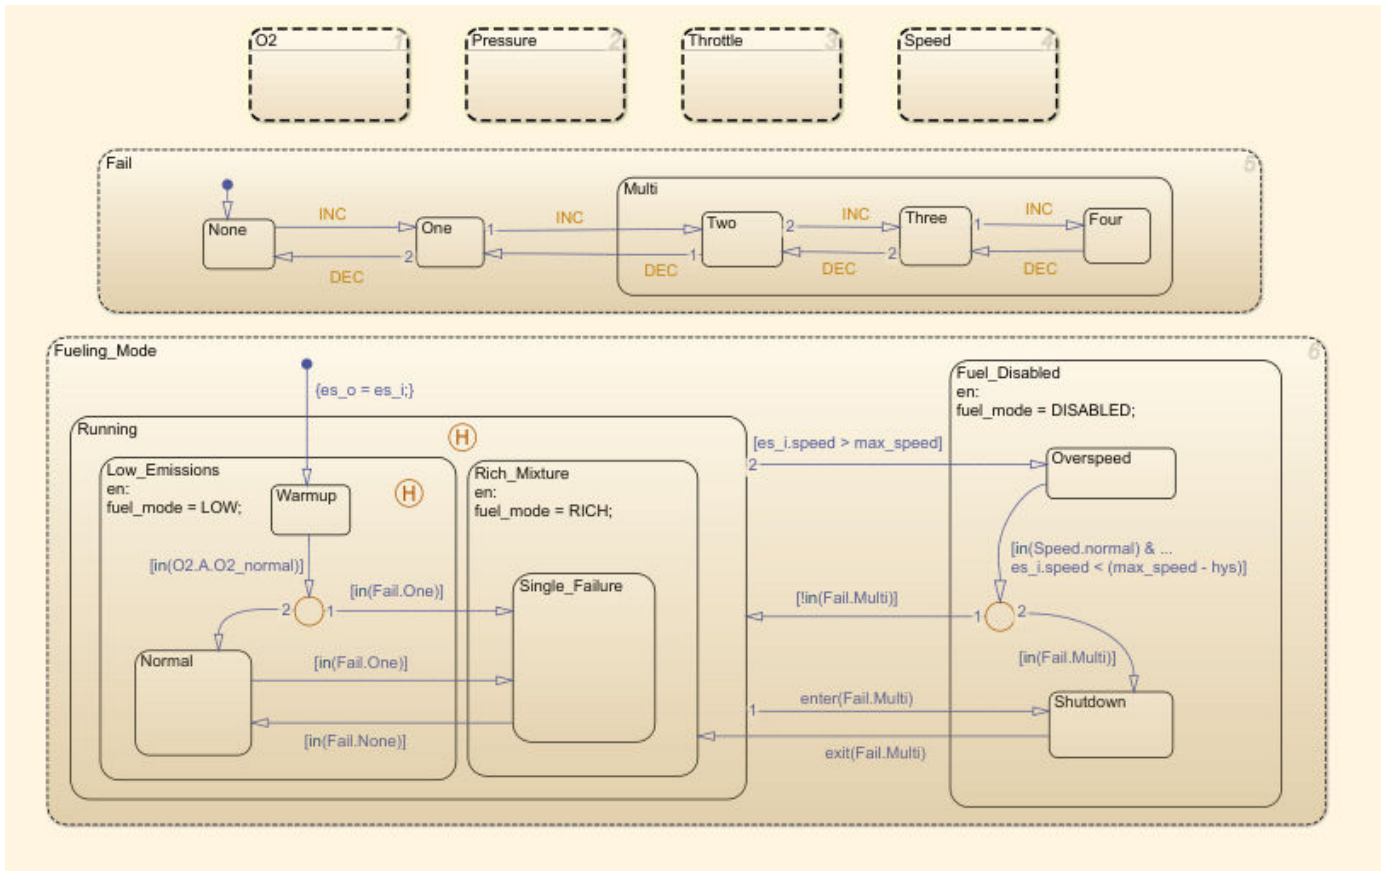 O2 1
Pressure 2
Throttle 3
Speed 4
Fail 5
Multi
None
INC
DEC
One
1
2
INC
DEC
Two
2
1
INC
DEC
Three
1
2
INC
DEC
Four
Fueling_Mode 6
{es_o = es_i;}
Running
H
Low_Emissions
en:
fuel_mode = LOW;
Warmup
H
[in(O2.A.O2_normal)]
2
1
[in(Fail.One)]
Normal
[in(Fail.One)]
[in(Fail.None)]
Rich_Mixture
en:
fuel_mode = RICH;
Single_Failure
[es_i.speed > max_speed]
2
[!in(Fail.Multi)]
1
enter(Fail.Multi)
exit(Fail.Multi)
Fuel_Disabled
en:
fuel_mode = DISABLED;
Overspeed
[in(Speed.normal) & ...
es_i.speed < (max_speed - hys)]
1
2
[in(Fail.Multi)]
Shutdown